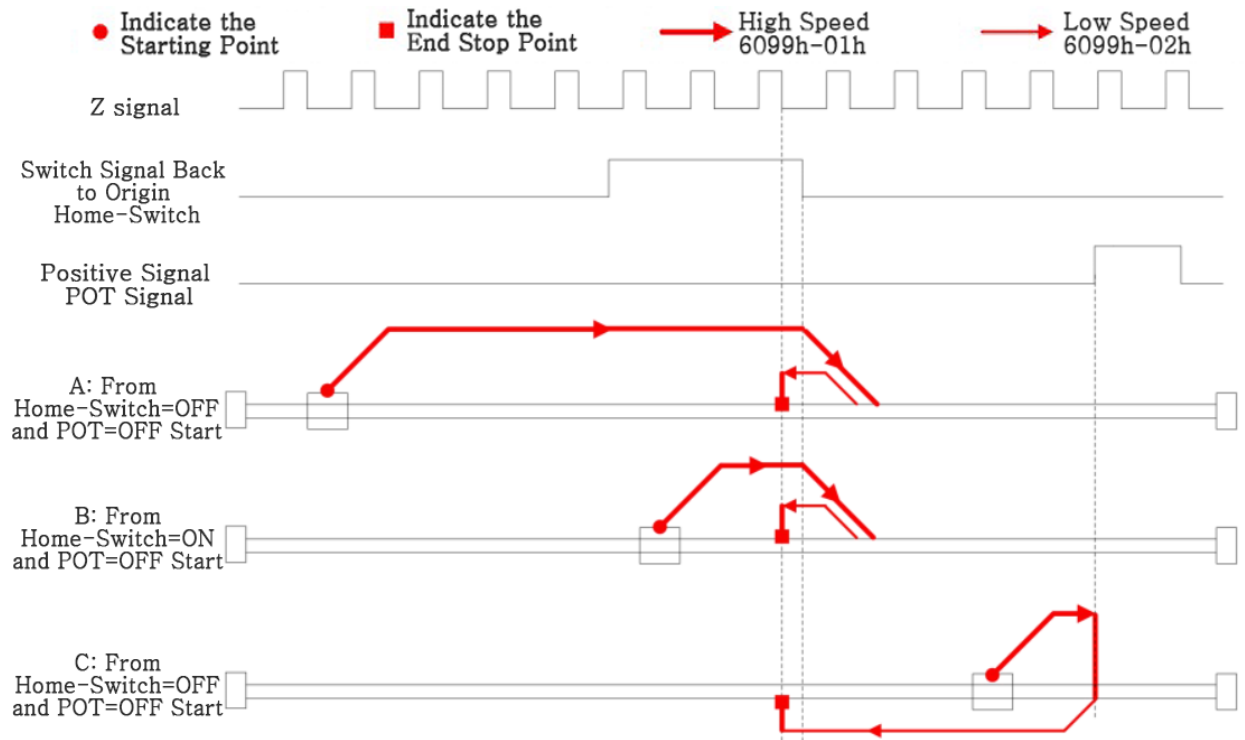 Indicate the
Starting Point
Indicate the
End Stop Point
High Speed
6099h-01h
Low Speed
6099h-02h
Z signal
Switch Signal Back
to Origin
Home-Switch
Positive Signal
POT Signal
A: From
Home-Switch=OFF
and POT=OFF Start
B: From
Home-Switch=ON
and POT=OFF Start
C: From
Home-Switch=OFF
and POT=OFF Start